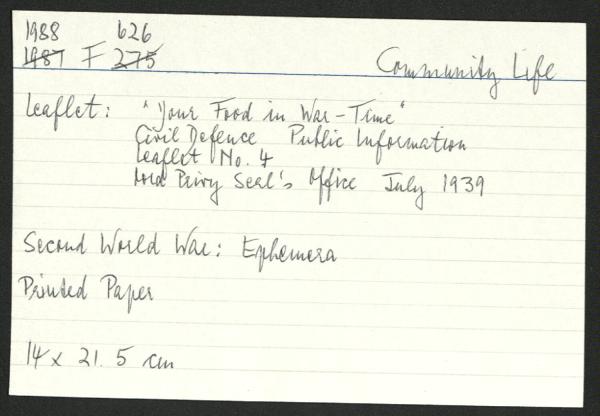 1988 626
1987 F 275
Community Life
Leaflet: "Your Food in War-Time"
Civil Defence Public Information
Leaflet No. 4
Lord Privy Seal's Office July 1939
Second World War: Ephemera
Printed Paper
14 x 21.5 cm